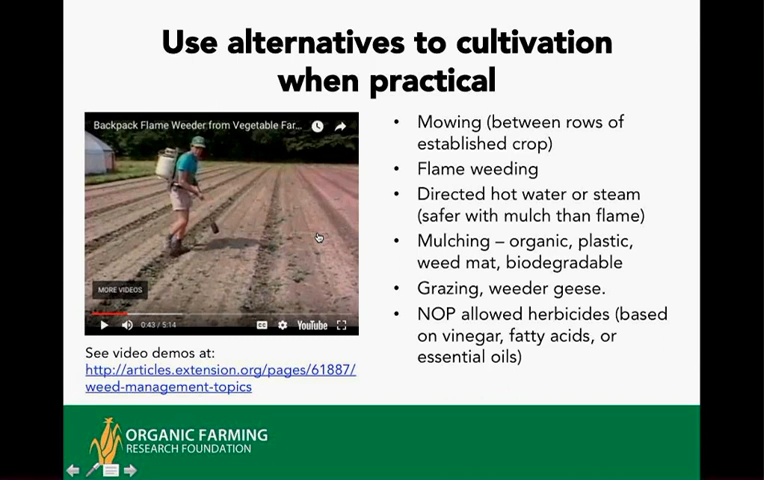 Use alternatives to cultivation
when practical
Backpack Flame Weeder from Vegetable Far...
MORE VIDEOS
0:43 / 5:14
CC
YouTube
See video demos at:
http://articles.extension.org/pages/61887/
weed-management-topics
• Mowing (between rows of
established crop)
• Flame weeding
• Directed hot water or steam
(safer with mulch than flame)
• Mulching – organic, plastic,
weed mat, biodegradable
• Grazing, weeder geese.
• NOP allowed herbicides (based
on vinegar, fatty acids, or
essential oils)
ORGANIC FARMING
RESEARCH FOUNDATION